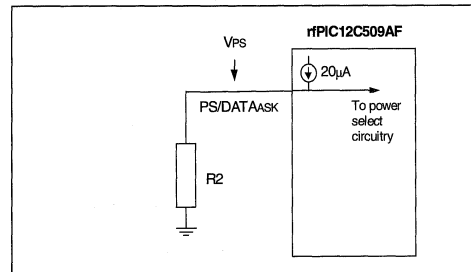 rfPIC12C509AF
VPS
20µA
PS/DATAASK
To power
select
circuitry
R2